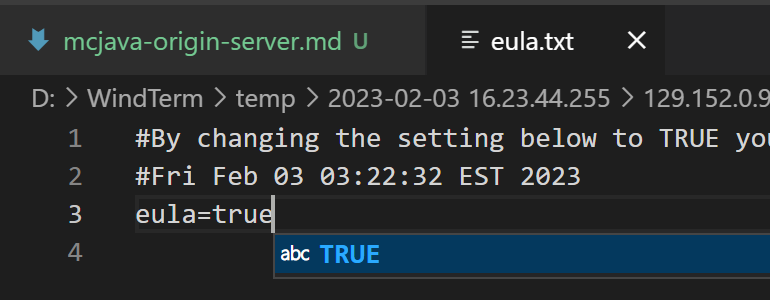 mcjava-origin-server.md U
eula.txt
D: > WindTerm > temp > 2023-02-03 16.23.44.255 > 129.152.0.9
1 #By changing the setting below to TRUE you
2 #Fri Feb 03 03:22:32 EST 2023
3 eula=true
abc TRUE
4